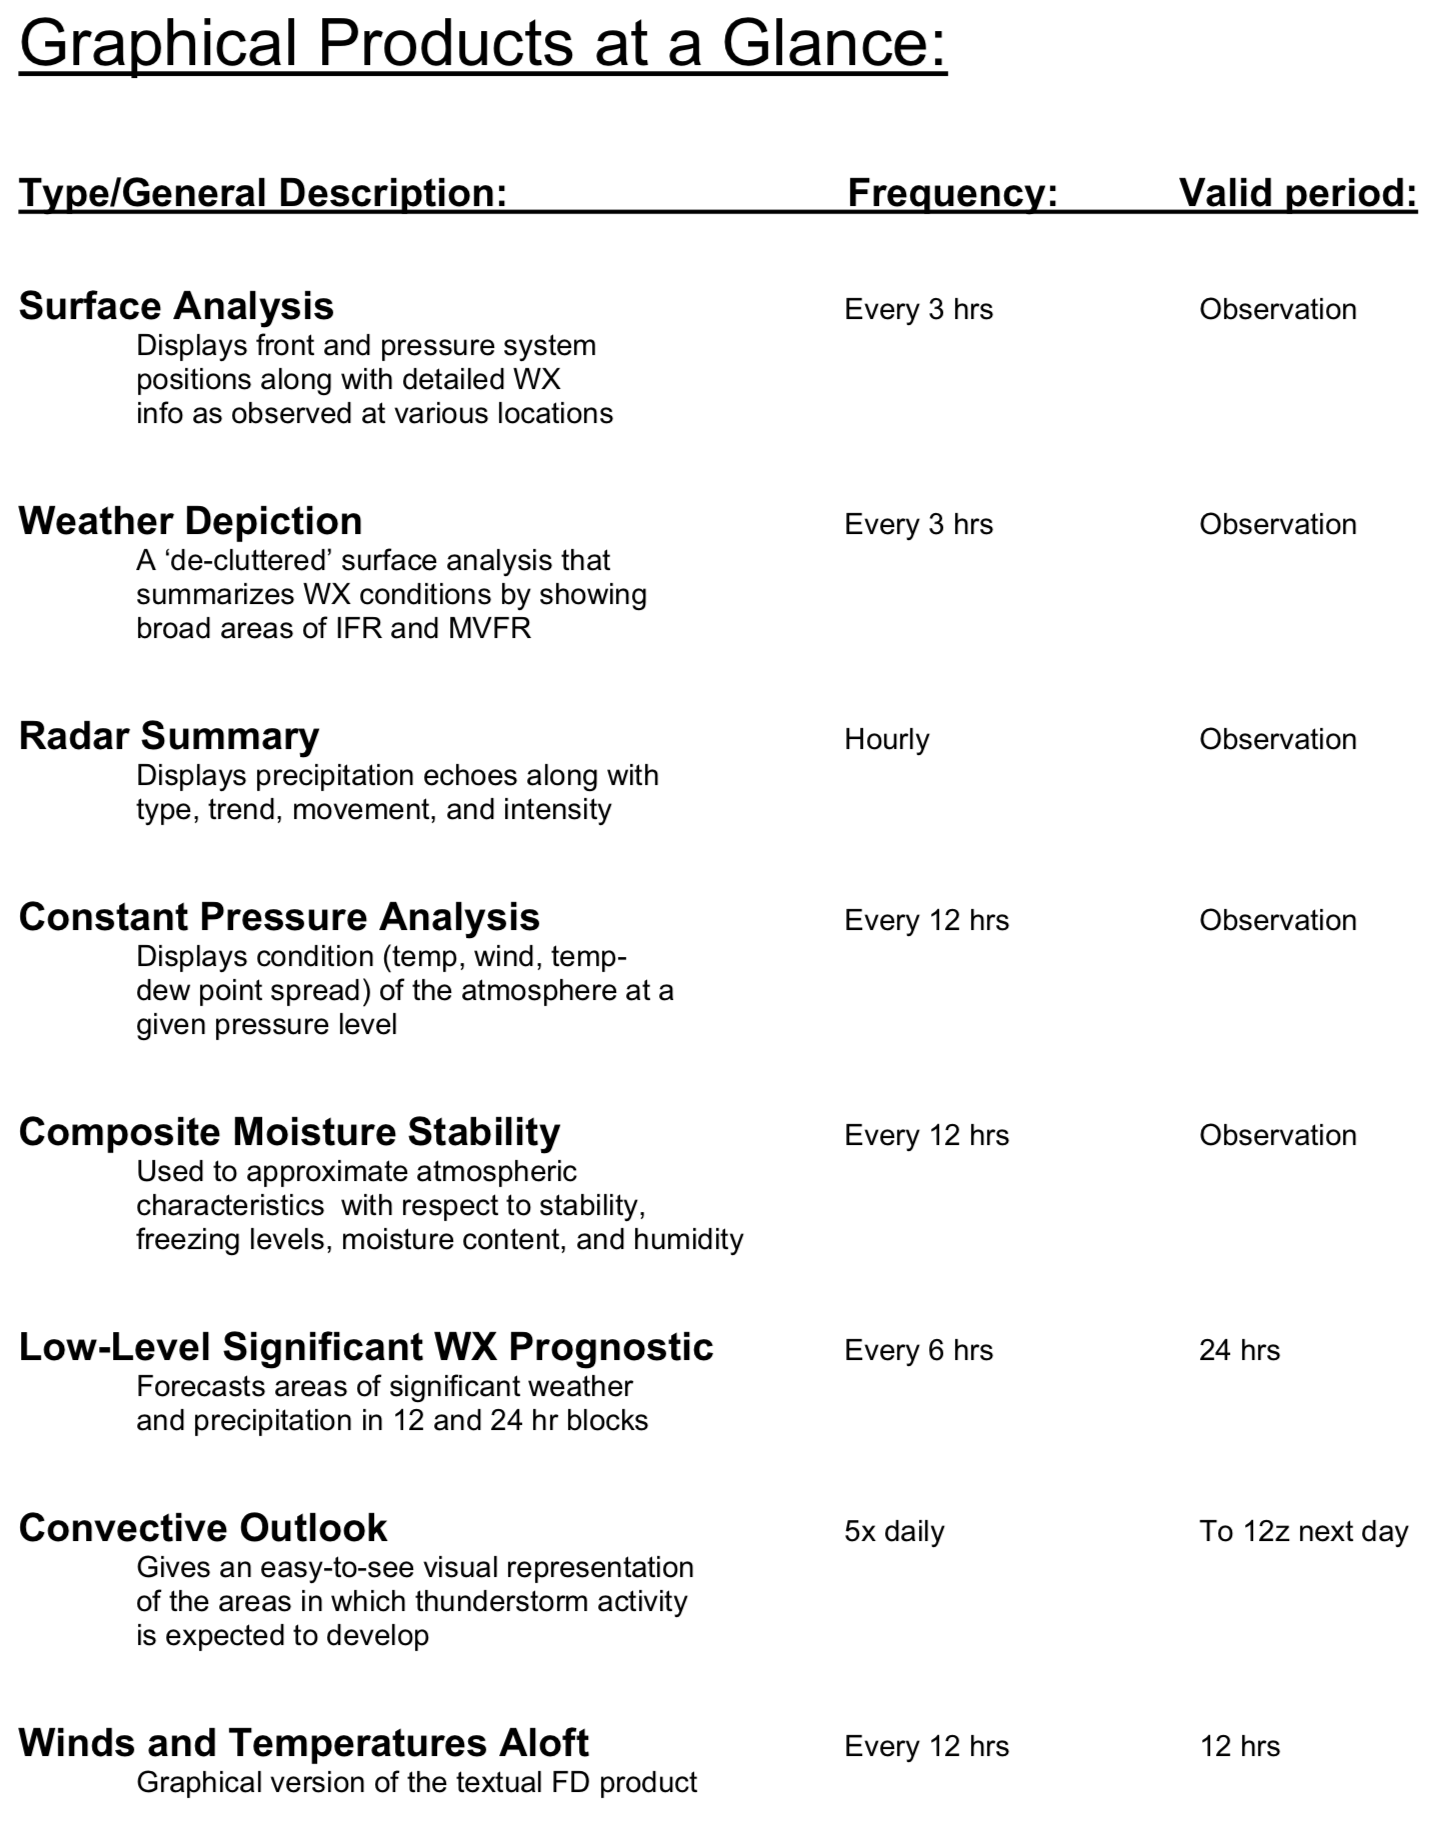 Graphical Products at a Glance:
Type/General Description: Frequency: Valid period:
Surface Analysis Every 3 hrs Observation
Displays front and pressure system
positions along with detailed WX
info as observed at various locations
Weather Depiction Every 3 hrs Observation
A ‘de-cluttered’ surface analysis that
summarizes WX conditions by showing
broad areas of IFR and MVFR
Radar Summary Hourly Observation
Displays precipitation echoes along with
type, trend, movement, and intensity
Constant Pressure Analysis Every 12 hrs Observation
Displays condition (temp, wind, temp-
dew point spread) of the atmosphere at a
given pressure level
Composite Moisture Stability Every 12 hrs Observation
Used to approximate atmospheric
characteristics with respect to stability,
freezing levels, moisture content, and humidity
Low-Level Significant WX Prognostic Every 6 hrs 24 hrs
Forecasts areas of significant weather
and precipitation in 12 and 24 hr blocks
Convective Outlook 5x daily To 12z next day
Gives an easy-to-see visual representation
of the areas in which thunderstorm activity
is expected to develop
Winds and Temperatures Aloft Every 12 hrs 12 hrs
Graphical version of the textual FD product